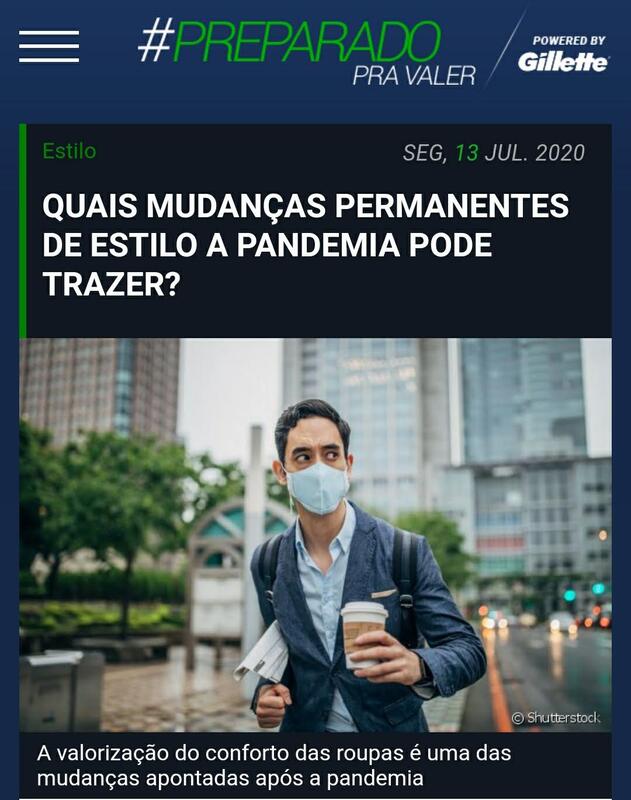 #PREPARADO
PRA VALER
POWERED BY
Gillette
Estilo
SEG, 13 JUL. 2020
QUAIS MUDANÇAS PERMANENTES
DE ESTILO A PANDEMIA PODE
TRAZER?
© Shutterstock
A valorização do conforto das roupas é uma das
mudanças apontadas após a pandemia